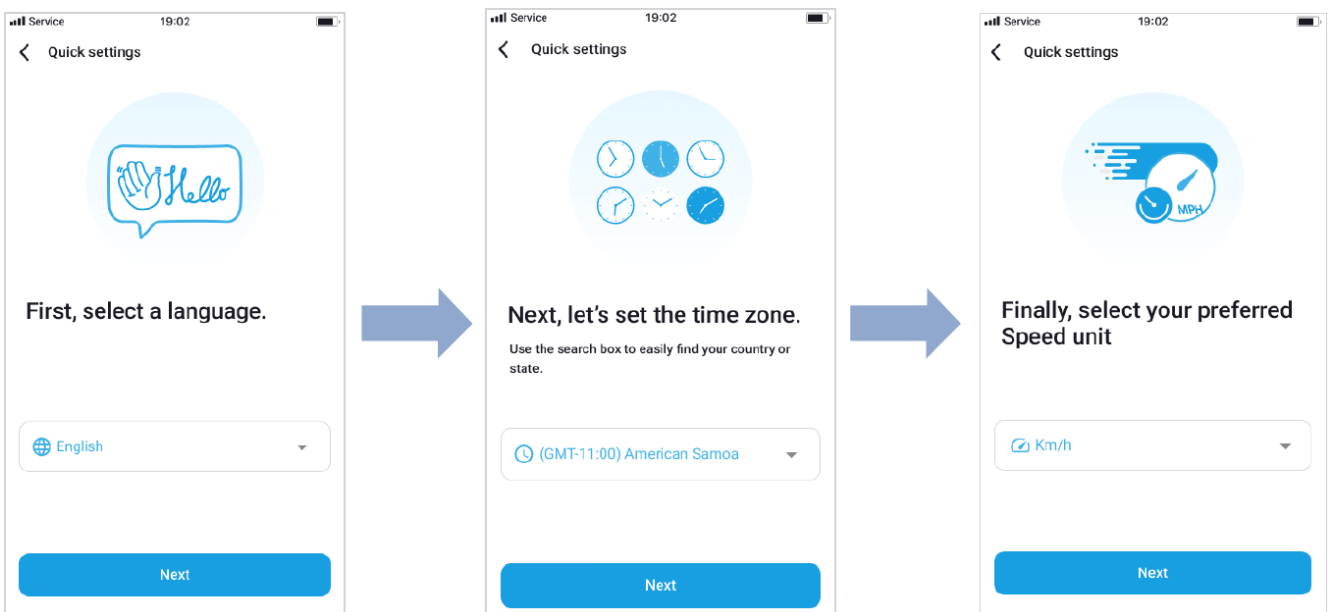 Service 19:02
Quick settings
Hello
First, select a language.
English
Next
Service 19:02
Quick settings
Next, let's set the time zone.
Use the search box to easily find your country or
state.
(GMT-11:00) American Samoa
Next
Service 19:02
Quick settings
MPH
Finally, select your preferred
Speed unit
Km/h
Next